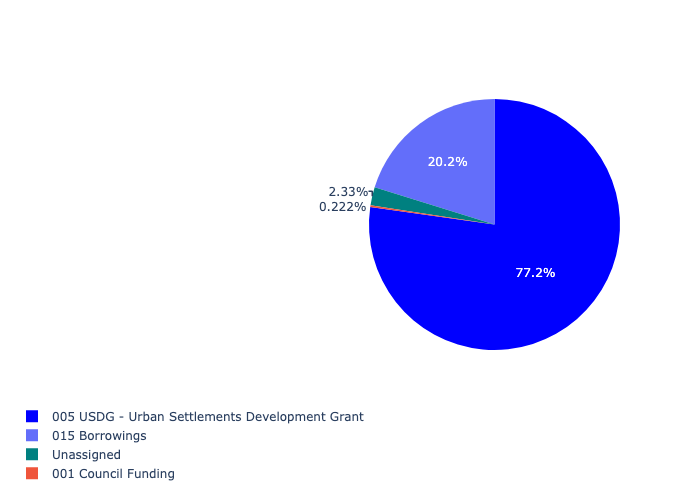 20.2%
2.33%
0.222%
77.2%
005 USDG - Urban Settlements Development Grant
015 Borrowings
Unassigned
001 Council Funding